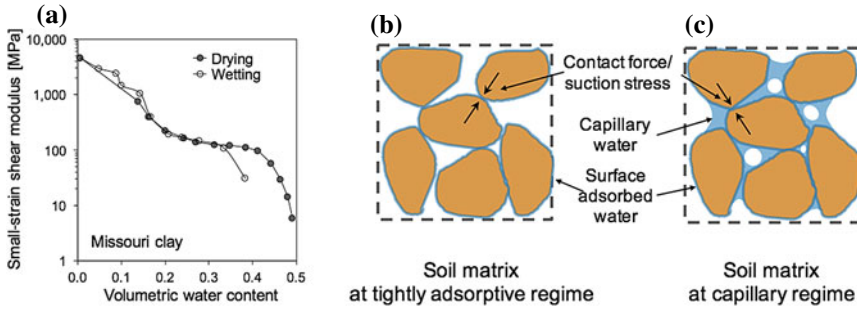 (a)
Small-strain shear modulus [MPa]
10,000
1,000
100
10
1
Drying
Wetting
Missouri clay
0.0 0.1 0.2 0.3 0.4 0.5
Volumetric water content
(b)
Contact force/
suction stress
Capillary
water
Surface
adsorbed
water
Soil matrix
at tightly adsorptive regime
(c)
Soil matrix
at capillary regime